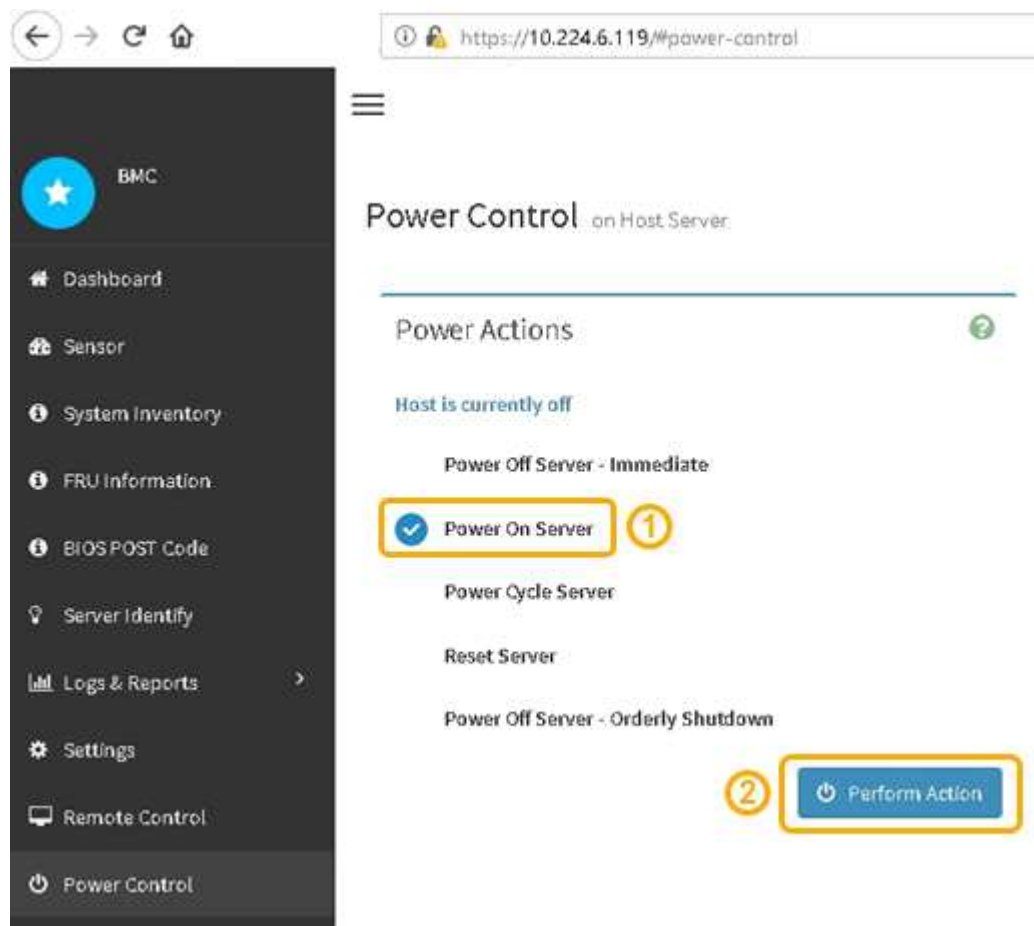 https://10.224.6.119/#power-control
BMC
Power Control on Host Server
Dashboard
Power Actions
Sensor
Host is currently off
System Inventory
Power Off Server - Immediate
FRU Information
Power On Server 1
BIOS POST Code
Power Cycle Server
Server Identify
Reset Server
Logs & Reports
Power Off Server - Orderly Shutdown
Settings
2 Perform Action
Remote Control
Power Control